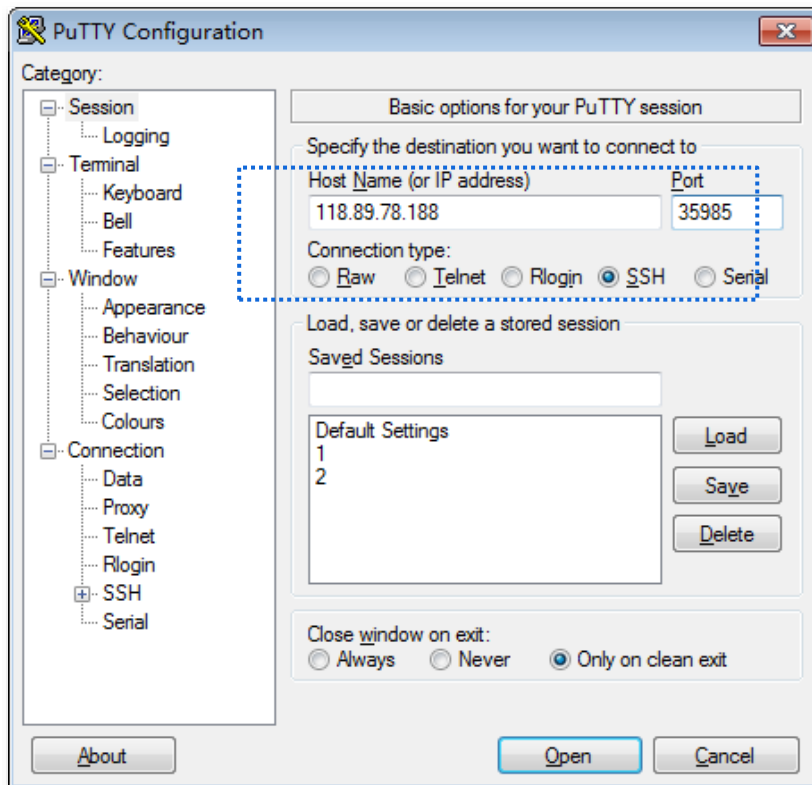 PuTTY Configuration
Category:
Session
Logging
Terminal
Keyboard
Bell
Features
Window
Appearance
Behaviour
Translation
Selection
Colours
Connection
Data
Proxy
Telnet
Rlogin
SSH
Serial
Basic options for your PuTTY session
Specify the destination you want to connect to
Host Name (or IP address) Port
118.89.78.188 35985
Connection type:
Raw Telnet Rlogin SSH Serial
Load, save or delete a stored session
Saved Sessions
Default Settings
1
2
Load
Save
Delete
Close window on exit:
Always Never Only on clean exit
About Open Cancel